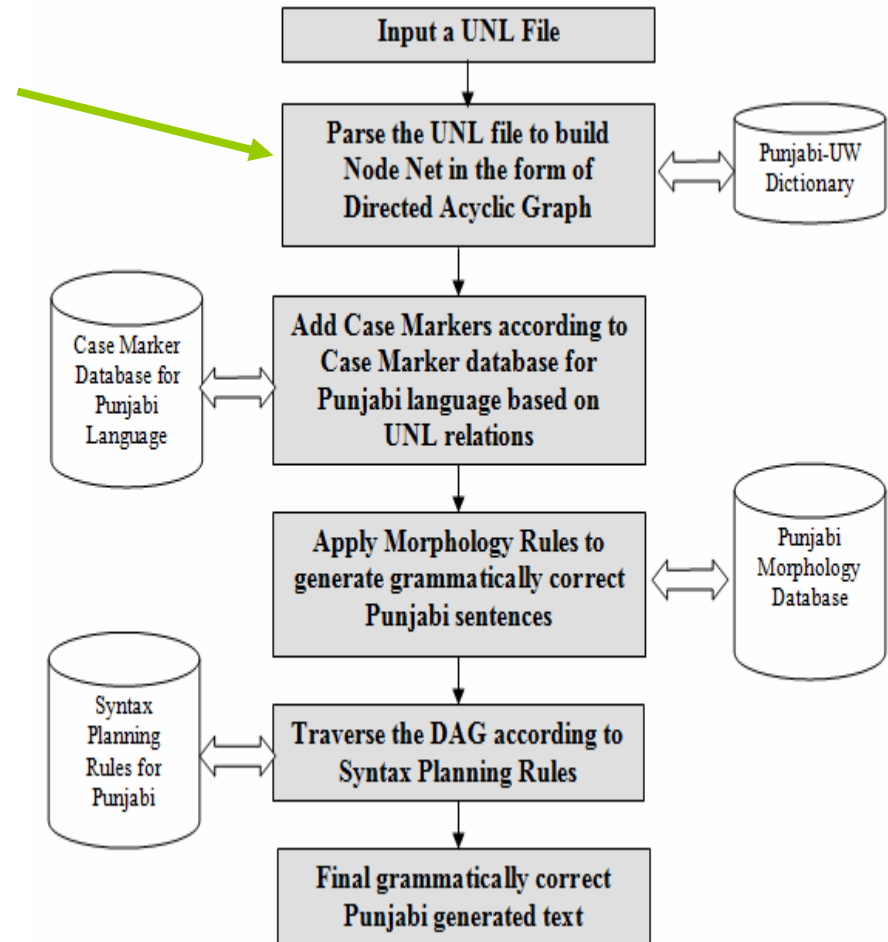 Input a UNL File
Parse the UNL file to build
Node Net in the form of
Directed Acyclic Graph
Punjabi-UW
Dictionary
Case Marker
Database for
Punjabi
Language
Add Case Markers according to
Case Marker database for
Punjabi language based on
UNL relations
Apply Morphology Rules to
generate grammatically correct
Punjabi sentences
Punjabi
Morphology
Database
Syntax
Planning
Rules for
Punjabi
Traverse the DAG according to
Syntax Planning Rules
Final grammatically correct
Punjabi generated text